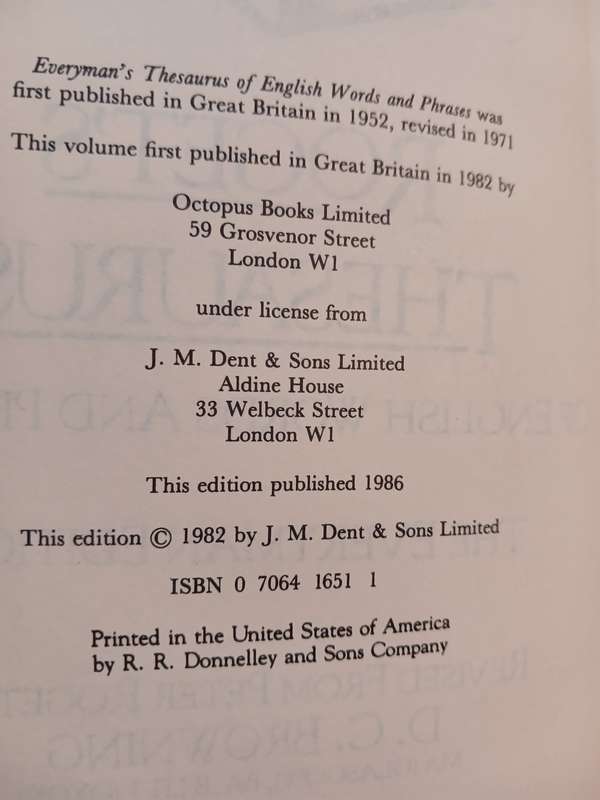 Everyman's Thesaurus of English Words and Phrases was
first published in Great Britain in 1952, revised in 1971
This volume first published in Great Britain in 1982 by
Octopus Books Limited
59 Grosvenor Street
London W1
under license from
J. M. Dent & Sons Limited
Aldine House
33 Welbeck Street
London W1
This edition published 1986
This edition © 1982 by J. M. Dent & Sons Limited
ISBN 0 7064 1651 1
Printed in the United States of America
by R. R. Donnelley and Sons Company